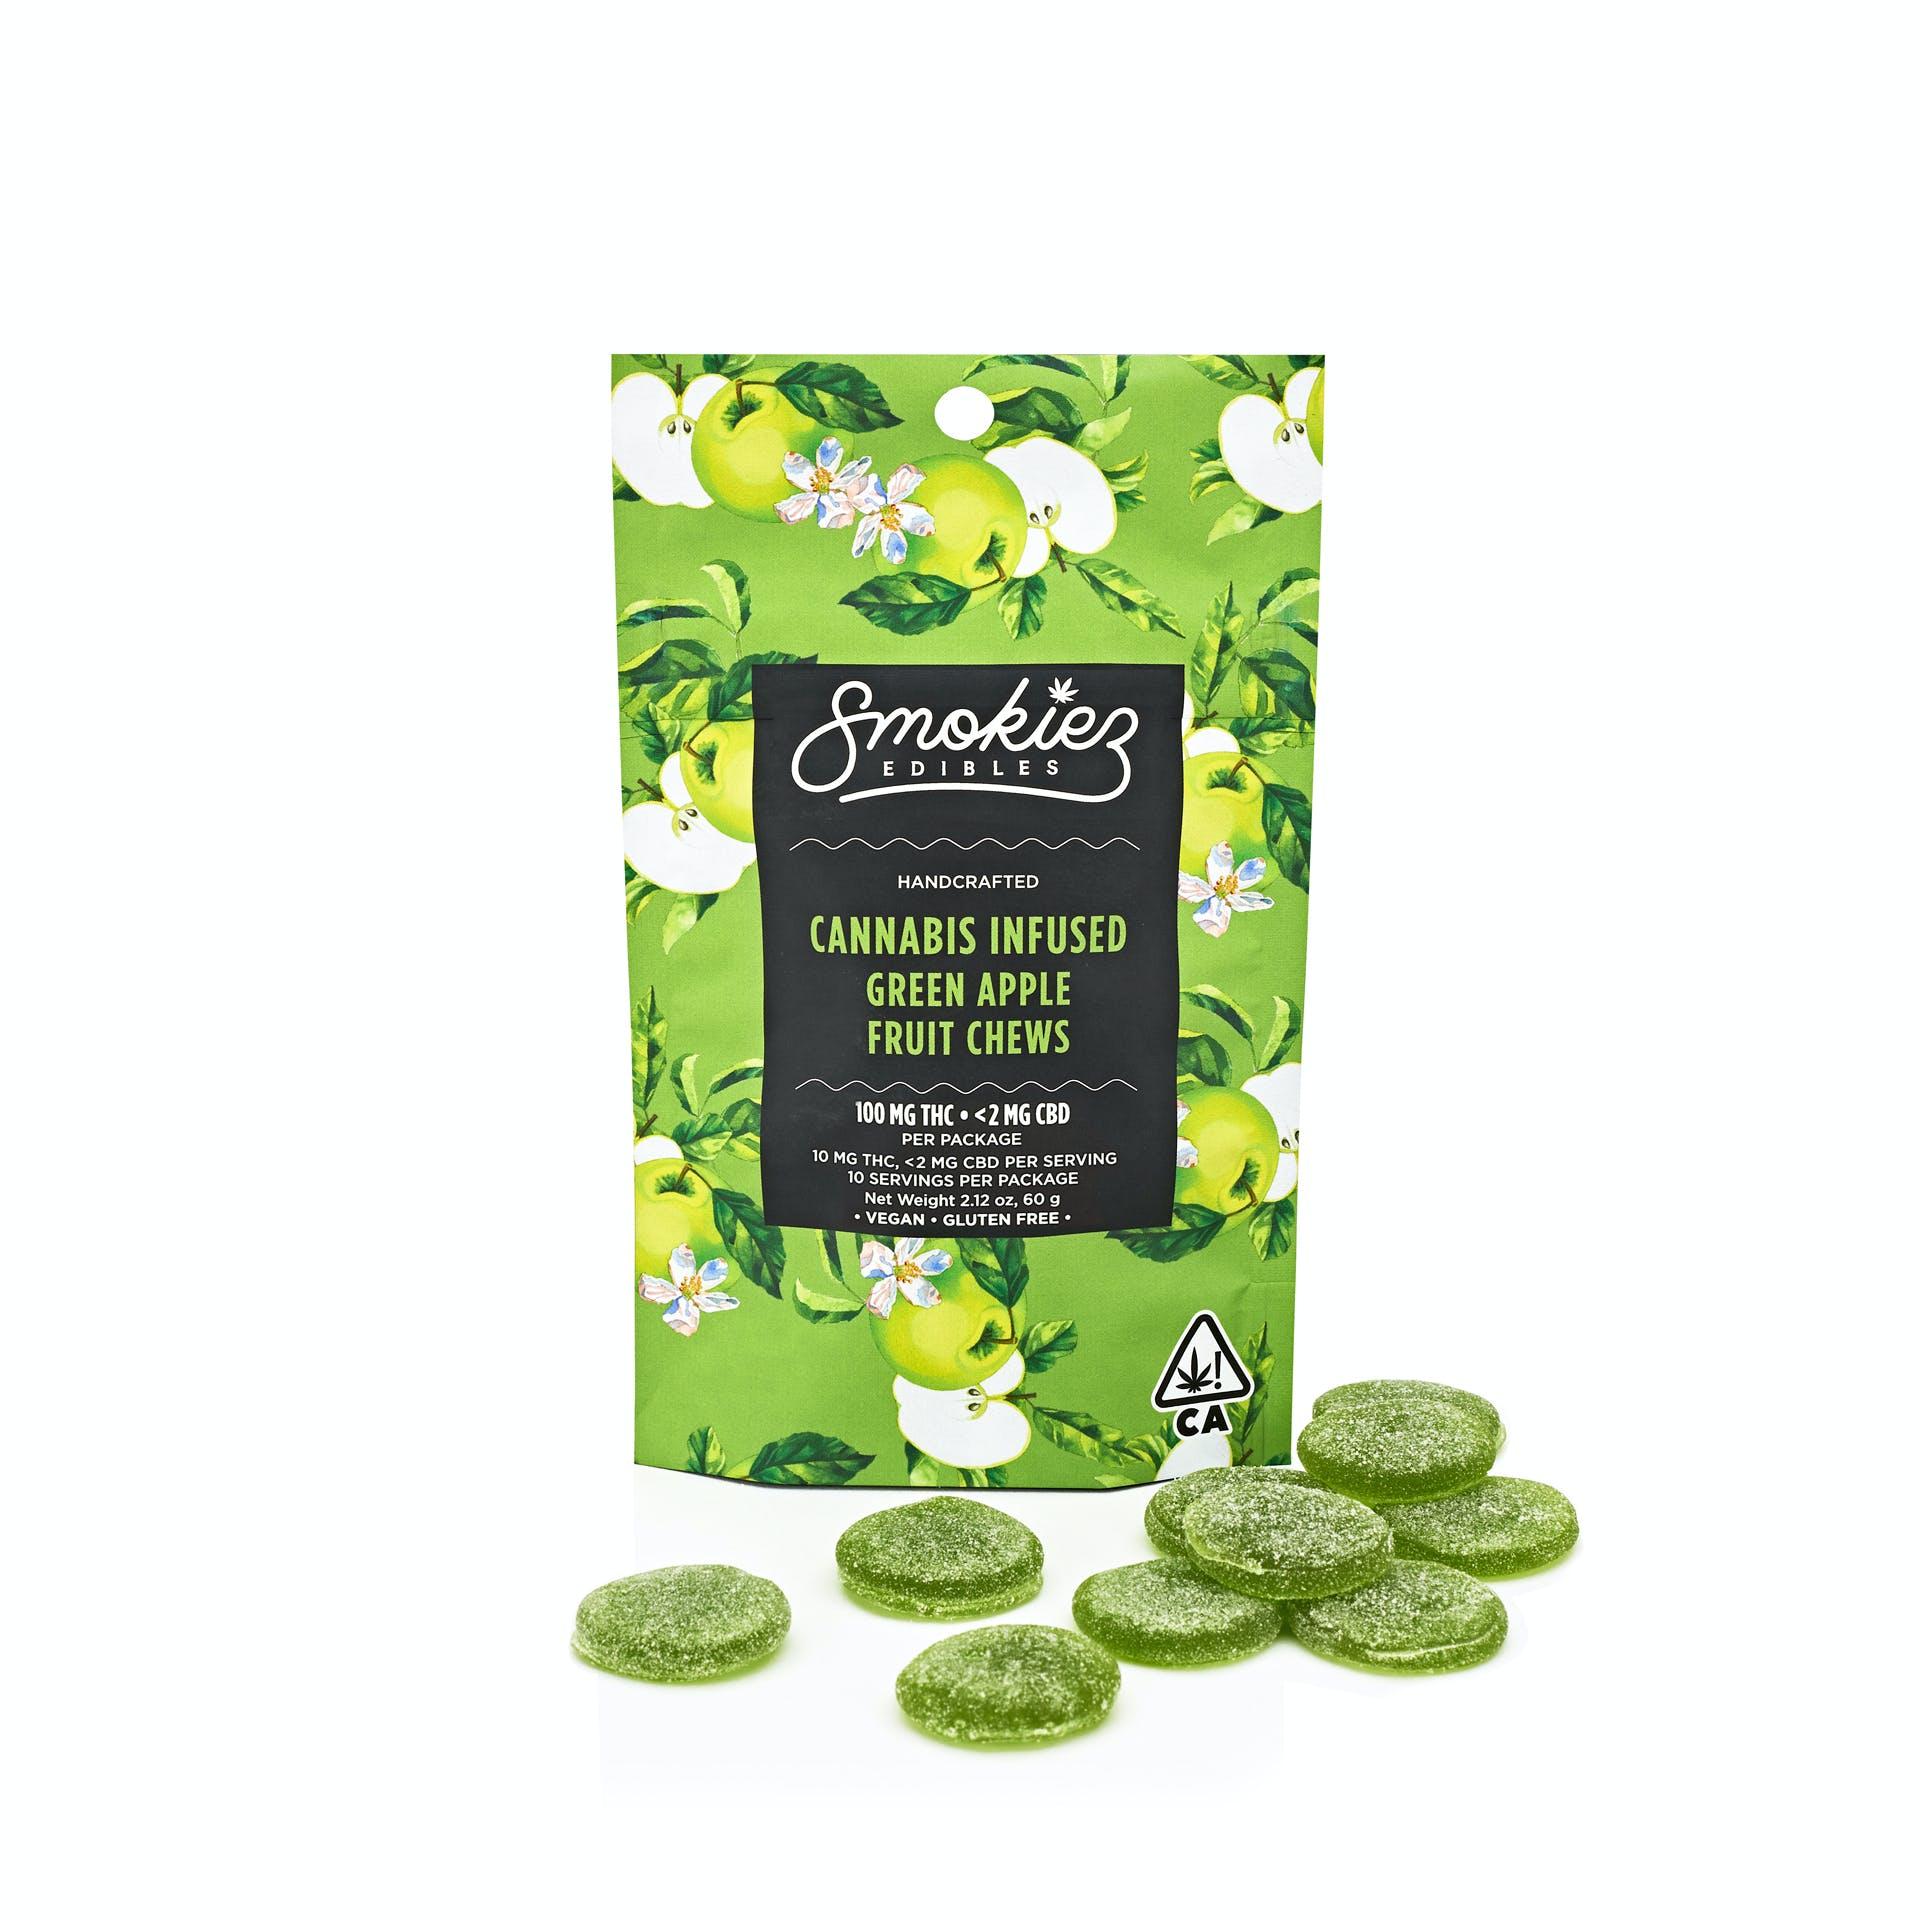 Smokiez
EDIBLES
HANDCRAFTED
CANNABIS INFUSED
GREEN APPLE
FRUIT CHEWS
100 MG THC • <2 MG CBD
PER PACKAGE
10 MG THC, <2 MG CBD PER SERVING
10 SERVINGS PER PACKAGE
Net Weight 2.12 oz, 60 g
• VEGAN • GLUTEN FREE •
!
CA